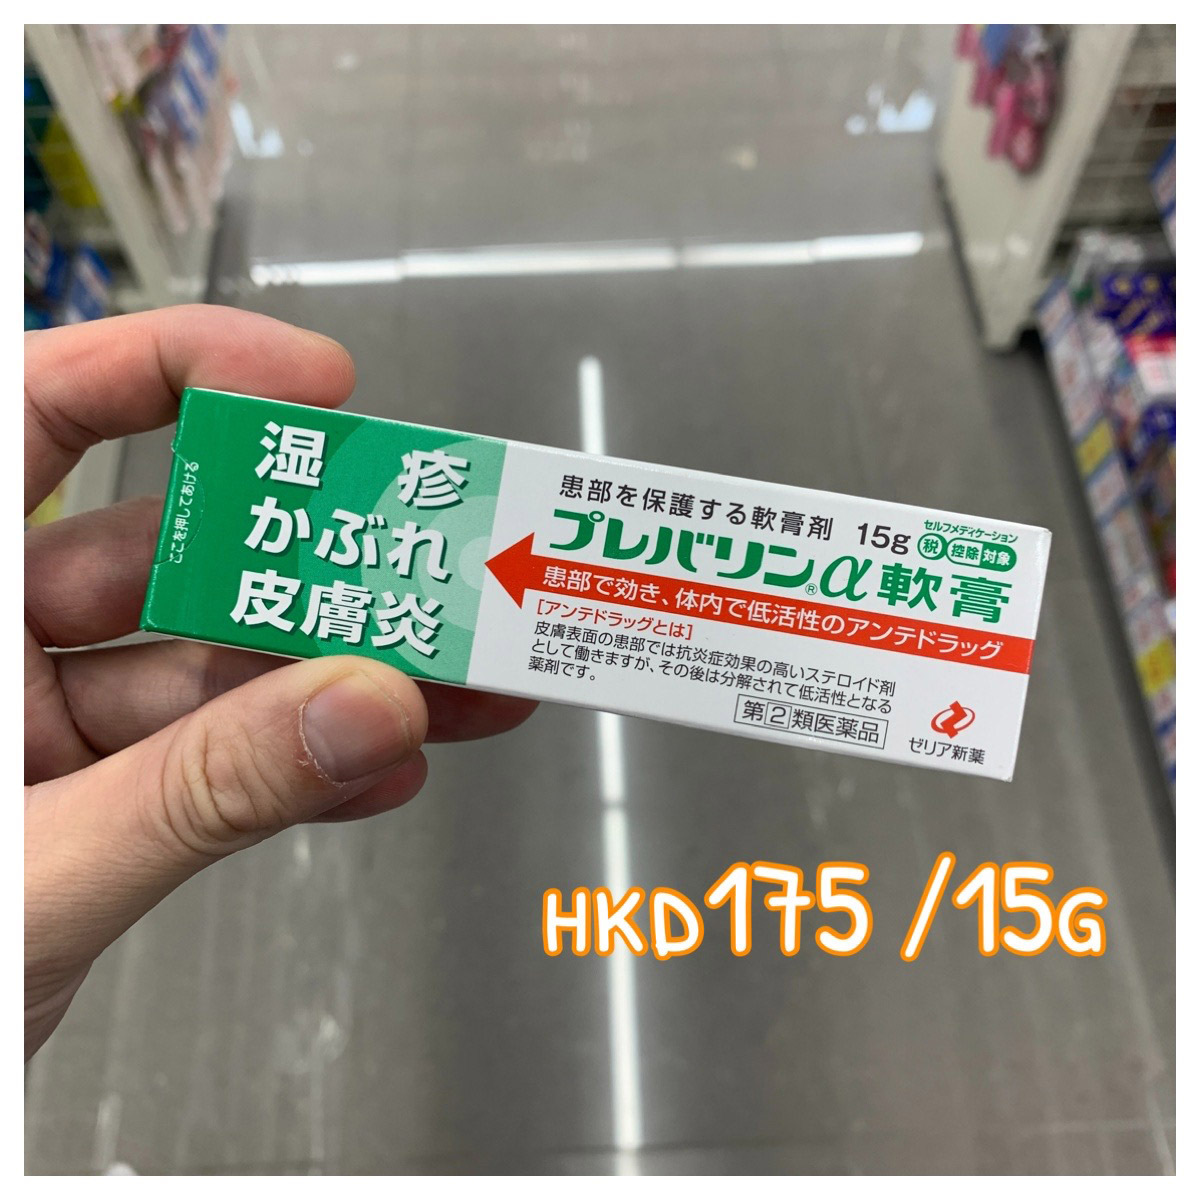 ここを押してあける
湿疹
かぶれ
皮膚炎
患部を保護する軟膏剤 15g
セルフメディケーション
税 控除 対象
プレバリン®α軟膏
患部で効き、体内で低活性のアンテドラッグ
[アンテドラッグとは]
皮膚表面の患部では抗炎症効果の高いステロイド剤
として働きますが、その後は分解されて低活性となる
薬剤です。
第②類医薬品
ゼリア新薬
HKD175 /15G